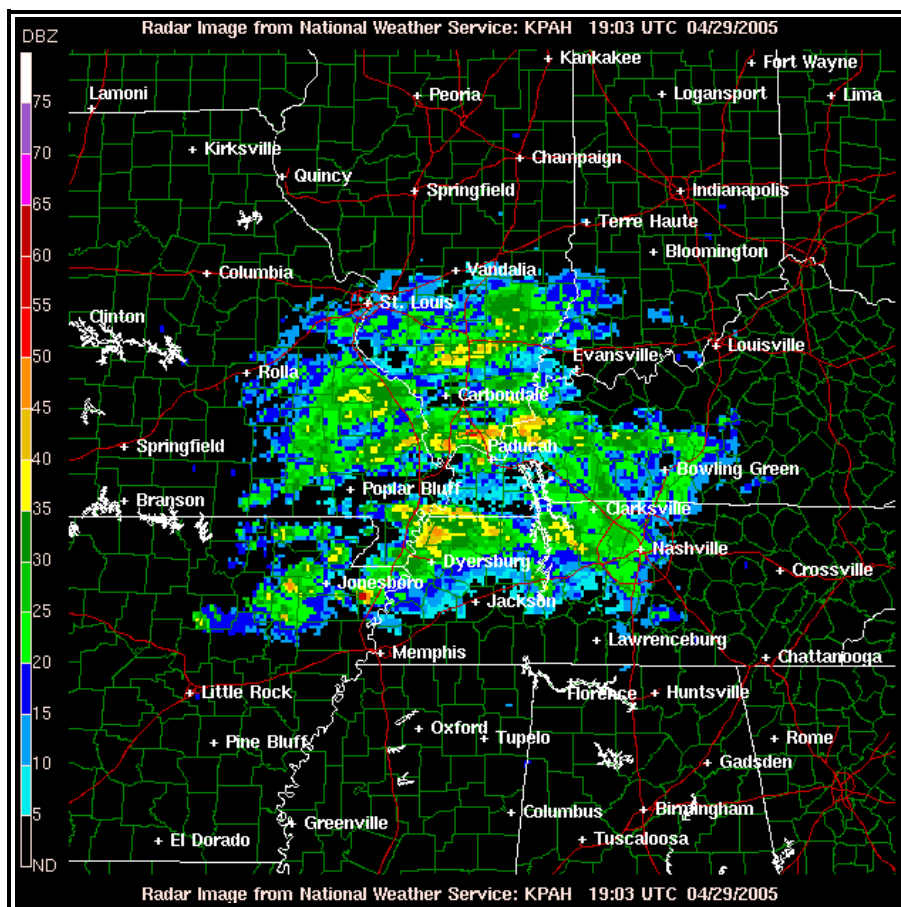 Radar Image from National Weather Service: KPAH 19:03 UTC 04/29/2005
DBZ
Kankakee
Fort Wayne
Lamoni
Peoria
Logansport
Lima
75
Kirksville
Champaign
70
Quincy
Springfield
Indianapolis
65
Terre Haute
Bloomington
60
Columbia
Vandalia
St. Louis
55
Clinton
Louisville
Evansville
50
Rolla
Carbondale
45
Springfield
Paducah
40
Bowling Green
Branson
Poplar Bluff
35
Clarksville
Nashville
30
Dyersburg
Crossville
Jonesboro
25
Jackson
Lawrenceburg
Memphis
Chattanooga
20
Little Rock
Florence
Huntsville
15
Oxford
Tupelo
Rome
Pine Bluff
10
Gadsden
5
Columbus
Birmingham
Greenville
El Dorado
Tuscaloosa
ND
Radar Image from National Weather Service: KPAH 19:03 UTC 04/29/2005